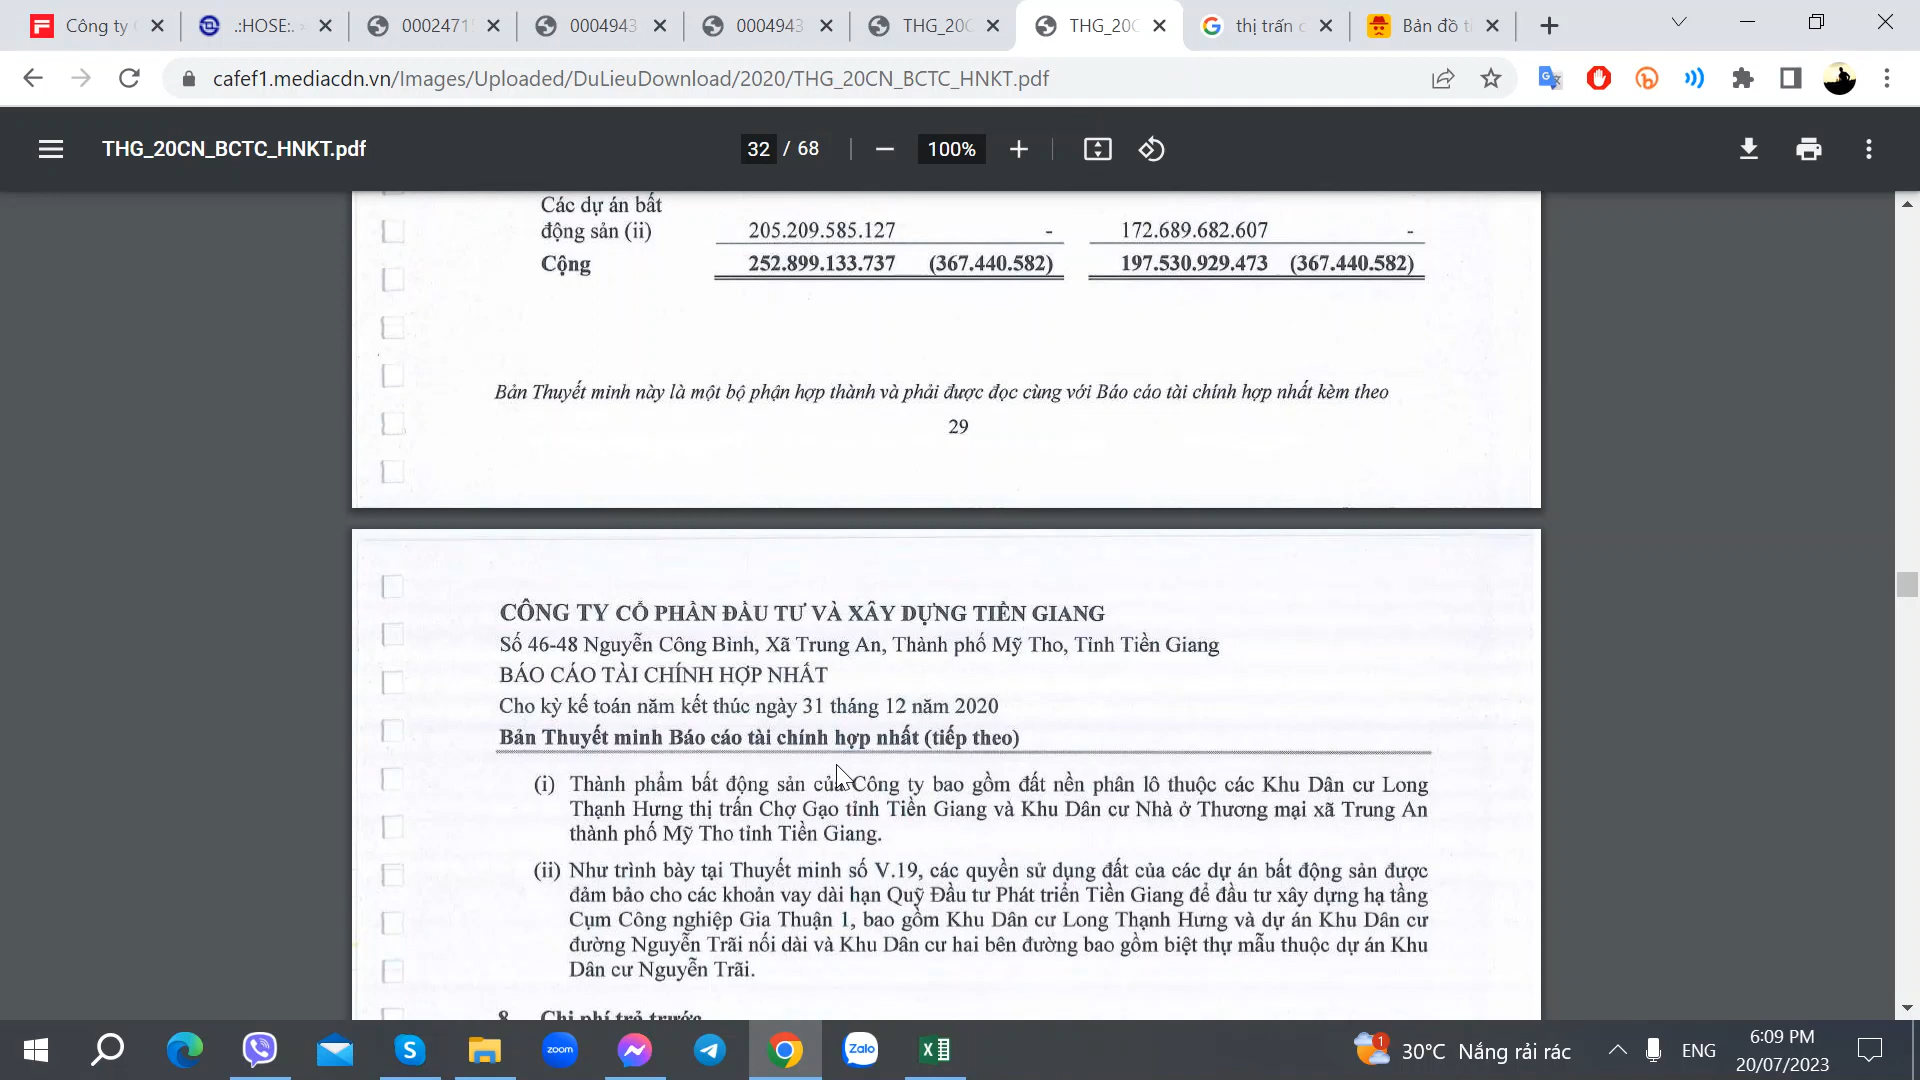 Công ty
.:HOSE:.
0002471
0004943
0004943
THG_20C
THG_20C
thị trấn c
Bản đồ t
cafef1.mediacdn.vn/Images/Uploaded/DuLieuDownload/2020/THG_20CN_BCTC_HNKT.pdf
THG_20CN_BCTC_HNKT.pdf
32 / 68
100%
Các dự án bất
động sản (ii) 205.209.585.127 - 172.689.682.607 -
Cộng 252.899.133.737 (367.440.582) 197.530.929.473 (367.440.582)
Bản Thuyết minh này là một bộ phận hợp thành và phải được đọc cùng với Báo cáo tài chính hợp nhất kèm theo
29
CÔNG TY CỔ PHẦN ĐẦU TƯ VÀ XÂY DỰNG TIỀN GIANG
Số 46-48 Nguyễn Công Bình, Xã Trung An, Thành phố Mỹ Tho, Tỉnh Tiền Giang
BÁO CÁO TÀI CHÍNH HỢP NHẤT
Cho kỳ kế toán năm kết thúc ngày 31 tháng 12 năm 2020
Bản Thuyết minh Báo cáo tài chính hợp nhất (tiếp theo)
(i) Thành phẩm bất động sản của Công ty bao gồm đất nền phân lô thuộc các Khu Dân cư Long
Thạnh Hưng thị trấn Chợ Gạo tỉnh Tiền Giang và Khu Dân cư Nhà ở Thương mại xã Trung An
thành phố Mỹ Tho tỉnh Tiền Giang.
(ii) Như trình bày tại Thuyết minh số V.19, các quyền sử dụng đất của các dự án bất động sản được
đảm bảo cho các khoản vay dài hạn Quỹ Đầu tư Phát triển Tiền Giang để đầu tư xây dựng hạ tầng
Cụm Công nghiệp Gia Thuận 1, bao gồm Khu Dân cư Long Thạnh Hưng và dự án Khu Dân cư
đường Nguyễn Trãi nối dài và Khu Dân cư hai bên đường bao gồm biệt thự mẫu thuộc dự án Khu
Dân cư Nguyễn Trãi.
8. Chi phí trả trước
zoom
Zalo
1
30°C Nắng rải rác
ENG
6:09 PM
20/07/2023